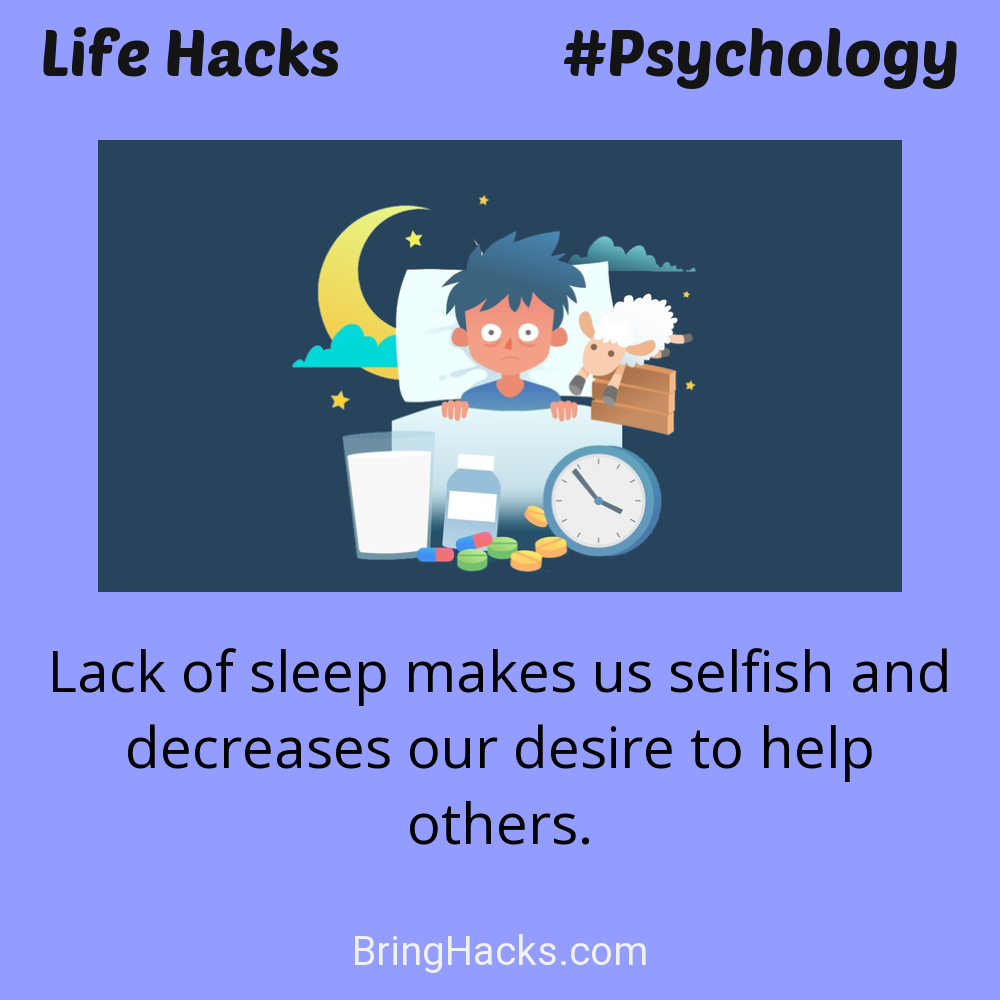 Life Hacks #Psychology
Lack of sleep makes us selfish and
decreases our desire to help
others.
BringHacks.com